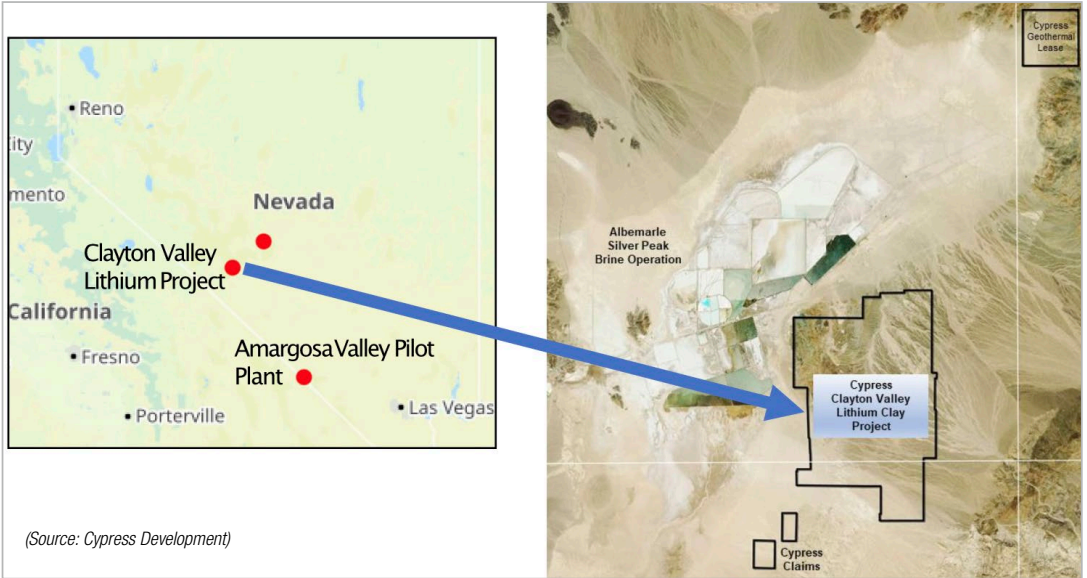 Reno
ity
mento
Nevada
Clayton Valley
Lithium Project
California
Fresno
Amargosa Valley Pilot
Plant
Las Vegas
Porterville
(Source: Cypress Development)
Cypress
Geothermal
Lease
Albemarle
Silver Peak
Brine Operation
Cypress
Clayton Valley
Lithium Clay
Project
Cypress
Claims